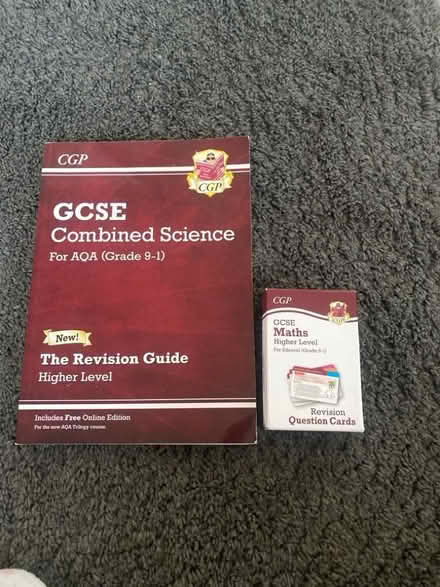 CGP
CGP
GCSE
Combined Science
For AQA (Grade 9-1)
New!
The Revision Guide
Higher Level
Includes Free Online Edition
For the new AQA Trilogy course.
CGP
GCSE
Maths
Higher Level
For Edexcel (Grade 9-1)
Revision
Question Cards